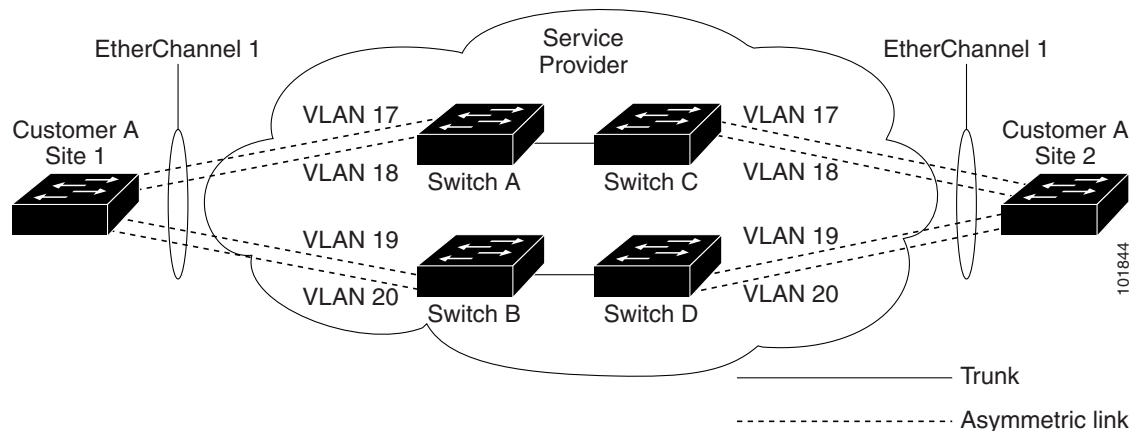 EtherChannel 1
Service
Provider
EtherChannel 1
Customer A
Site 1
VLAN 17
VLAN 18
Switch A
Switch C
VLAN 17
VLAN 18
Customer A
Site 2
VLAN 19
VLAN 20
Switch B
Switch D
VLAN 19
VLAN 20
101844
Trunk
Asymmetric link